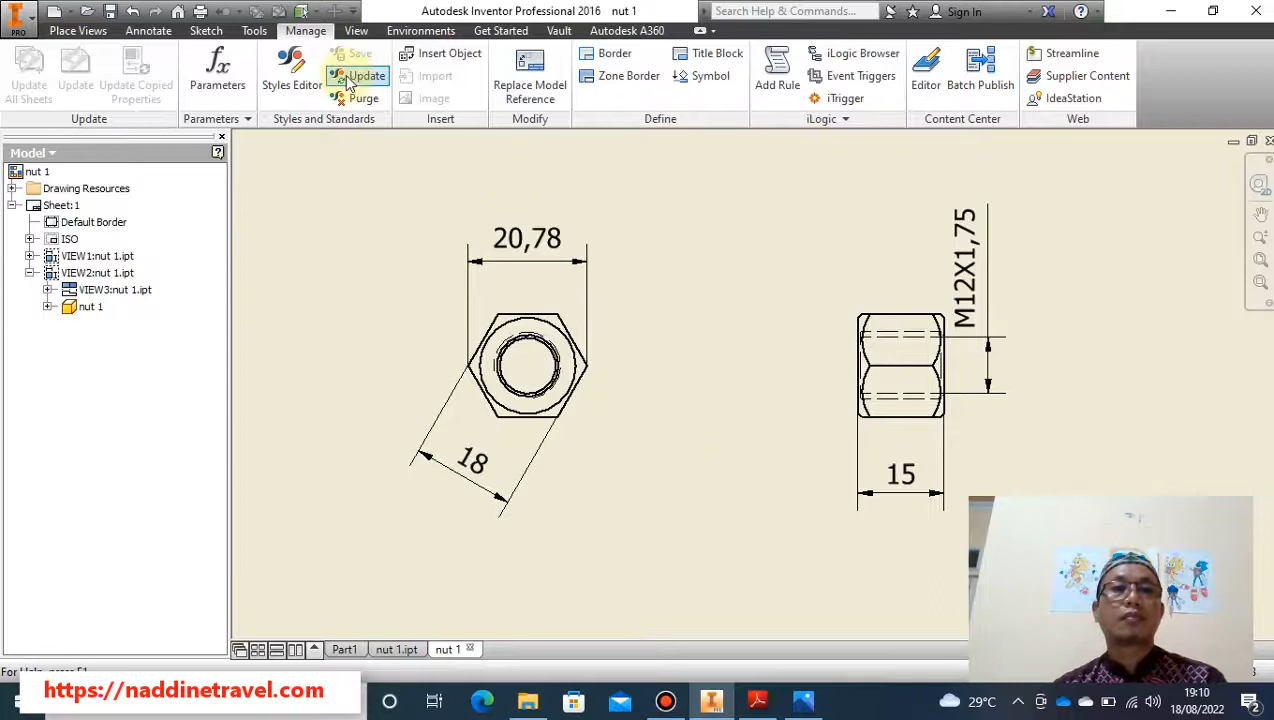 PRO
Autodesk Inventor Professional 2016 nut 1
Search Help & Commands...
Sign In
Place Views
Annotate
Sketch
Tools
Manage
View
Environments
Get Started
Vault
Autodesk A360
Update All Sheets
Update
Update Copied Properties
Update
Parameters
Parameters
Styles Editor
Save
Update
Purge
Styles and Standards
Insert Object
Import
Image
Insert
Replace Model Reference
Modify
Border
Zone Border
Title Block
Symbol
Define
Add Rule
iLogic Browser
Event Triggers
iTrigger
iLogic
Editor
Batch Publish
Content Center
Streamline
Supplier Content
IdeaStation
Web
Model
nut 1
Drawing Resources
Sheet:1
Default Border
ISO
VIEW1:nut 1.ipt
VIEW2:nut 1.ipt
VIEW3:nut 1.ipt
nut 1
20,78
18
M12X1,75
15
Part1
nut 1.ipt
nut 1
https://naddinetravel.com
29°C
19:10
18/08/2022
2